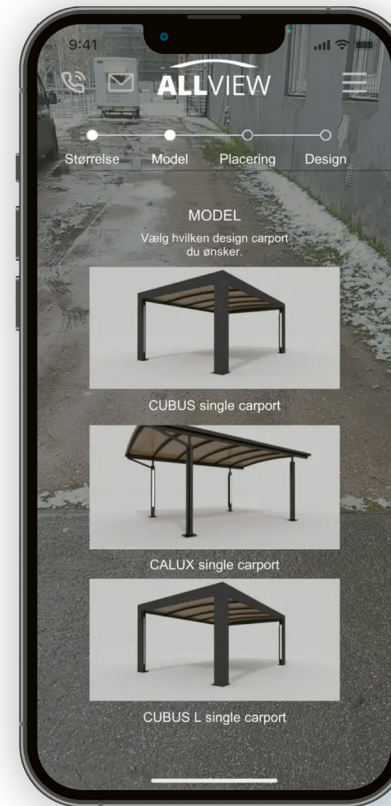 9:41
ALLVIEW
Størrelse Model Placering Design
MODEL
Vælg hvilken design carport
du ønsker.
CUBUS single carport
CALUX single carport
CUBUS L single carport